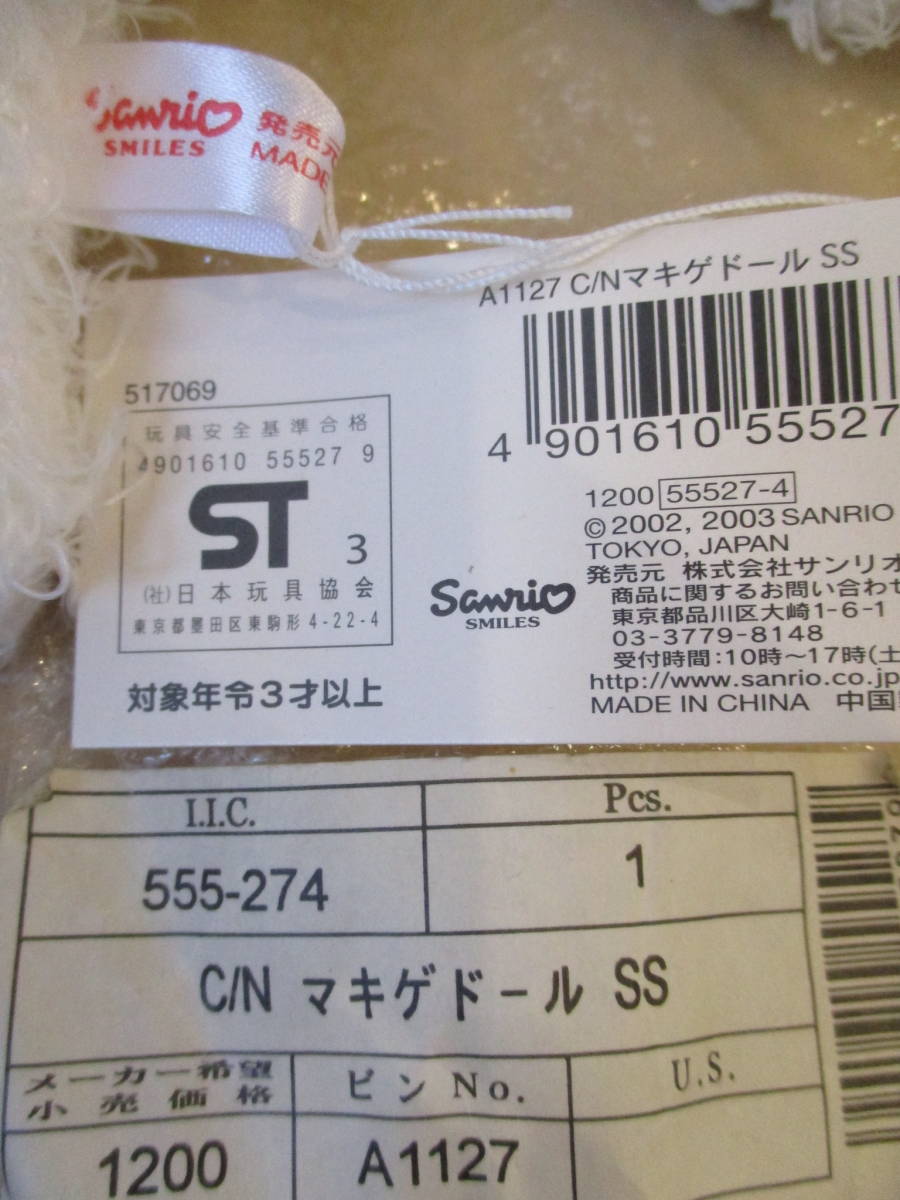 Sanrio
SMILES
発売元
MADE
A1127 C/Nマキゲドール SS
4 901610 55527
517069
玩具安全基準合格
4901610 55527 9
ST 3
(社)日本玩具協会
東京都墨田区東駒形4-22-4
対象年令3才以上
Sanrio
SMILES
1200 55527-4
©2002, 2003 SANRIO
TOKYO, JAPAN
発売元 株式会社サンリオ
商品に関するお問い合わせ
東京都品川区大崎1-6-1
03-3779-8148
受付時間:10時〜17時(土
http://www.sanrio.co.jp
MADE IN CHINA 中国
I.I.C. Pcs.
555-274 1
C/N マキゲドール SS
メーカー希望
小売価格
ピンNo. U.S.
1200 A1127